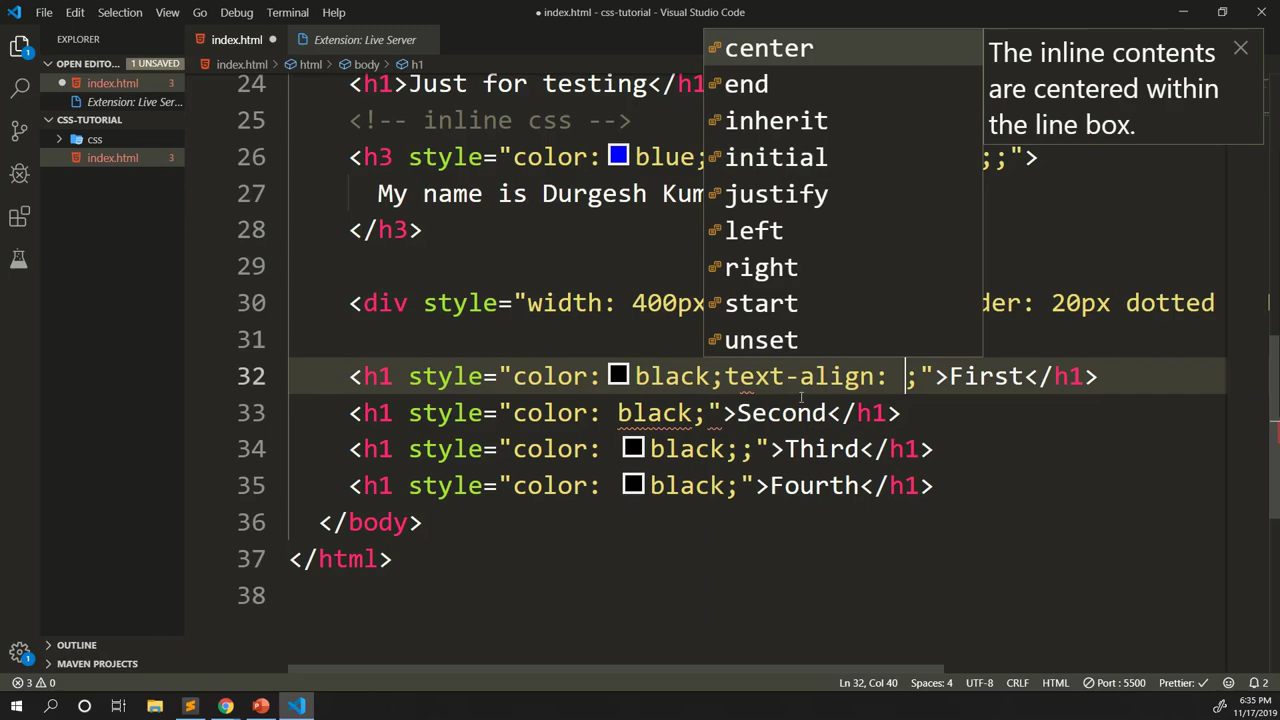 File Edit Selection View Go Debug Terminal Help
● index.html - css-tutorial - Visual Studio Code
EXPLORER
index.html
Extension: Live Server
OPEN EDITO... 1 UNSAVED
index.html 3
Extension: Live Ser...
CSS-TUTORIAL
css
index.html 3
OUTLINE
MAVEN PROJECTS
1
1
index.html > html > body > h1
24 <h1>Just for testing</h1
25 <!-- inline css -->
26 <h3 style="color: blue; ;;">
27 My name is Durgesh Kum
28 </h3>
29
30 <div style="width: 400px der: 20px dotted
31
32 <h1 style="color: black;text-align: ;">First</h1>
33 <h1 style="color: black;">Second</h1>
34 <h1 style="color: black;;">Third</h1>
35 <h1 style="color: black;">Fourth</h1>
36 </body>
37 </html>
38
center
end
inherit
initial
justify
left
right
start
unset
The inline contents
are centered within
the line box.
3 0
Ln 32, Col 40 Spaces: 4 UTF-8 CRLF HTML Port : 5500 Prettier: ✓ 2
6:35 PM
11/17/2019